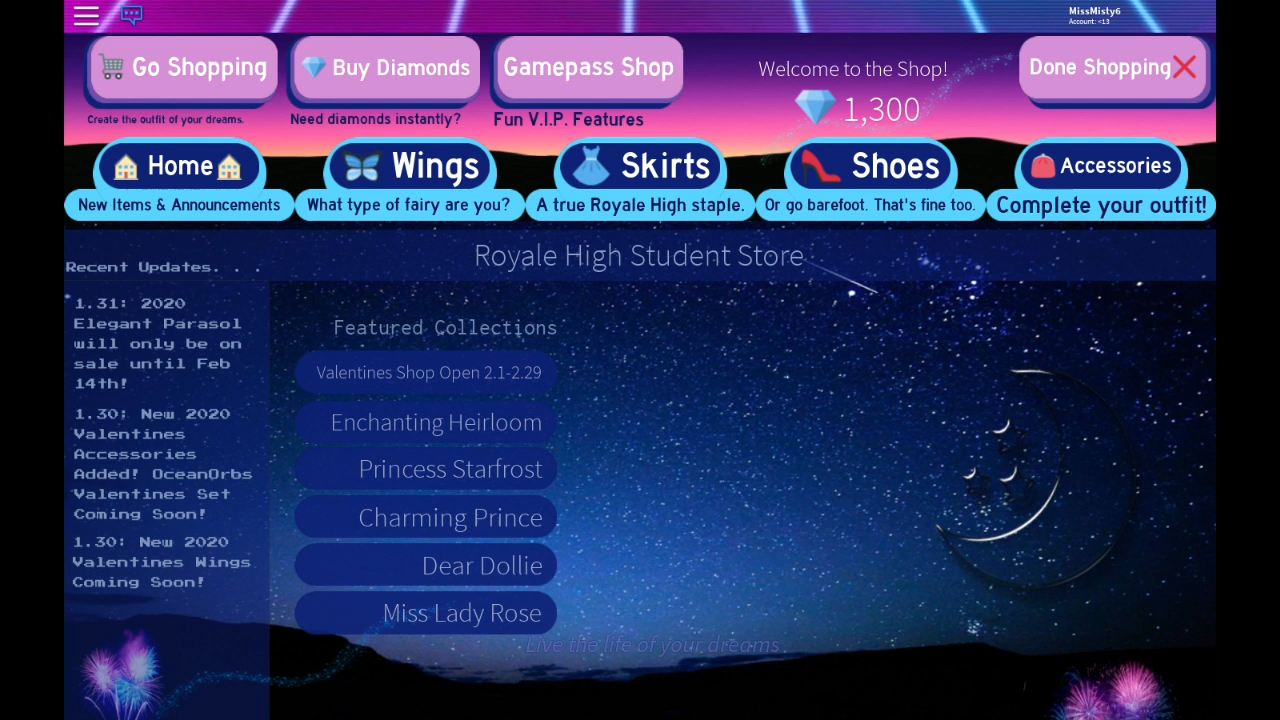 MissMisty6
Account: <13
Go Shopping
Buy Diamonds
Gamepass Shop
Welcome to the Shop!
Done Shopping
1,300
Create the outfit of your dreams.
Need diamonds instantly?
Fun V.I.P. Features
Home
Wings
Skirts
Shoes
Accessories
New Items & Announcements
What type of fairy are you?
A true Royale High staple.
Or go barefoot. That's fine too.
Complete your outfit!
Royale High Student Store
Recent Updates. . .
1.31: 2020
Elegant Parasol
will only be on
sale until Feb
14th!
1.30: New 2020
Valentines
Accessories
Added! OceanOrbs
Valentines Set
Coming Soon!
1.30: New 2020
Valentines Wings
Coming Soon!
Featured Collections
Valentines Shop Open 2.1-2.29
Enchanting Heirloom
Princess Starfrost
Charming Prince
Dear Dollie
Miss Lady Rose
Live the life of your dreams